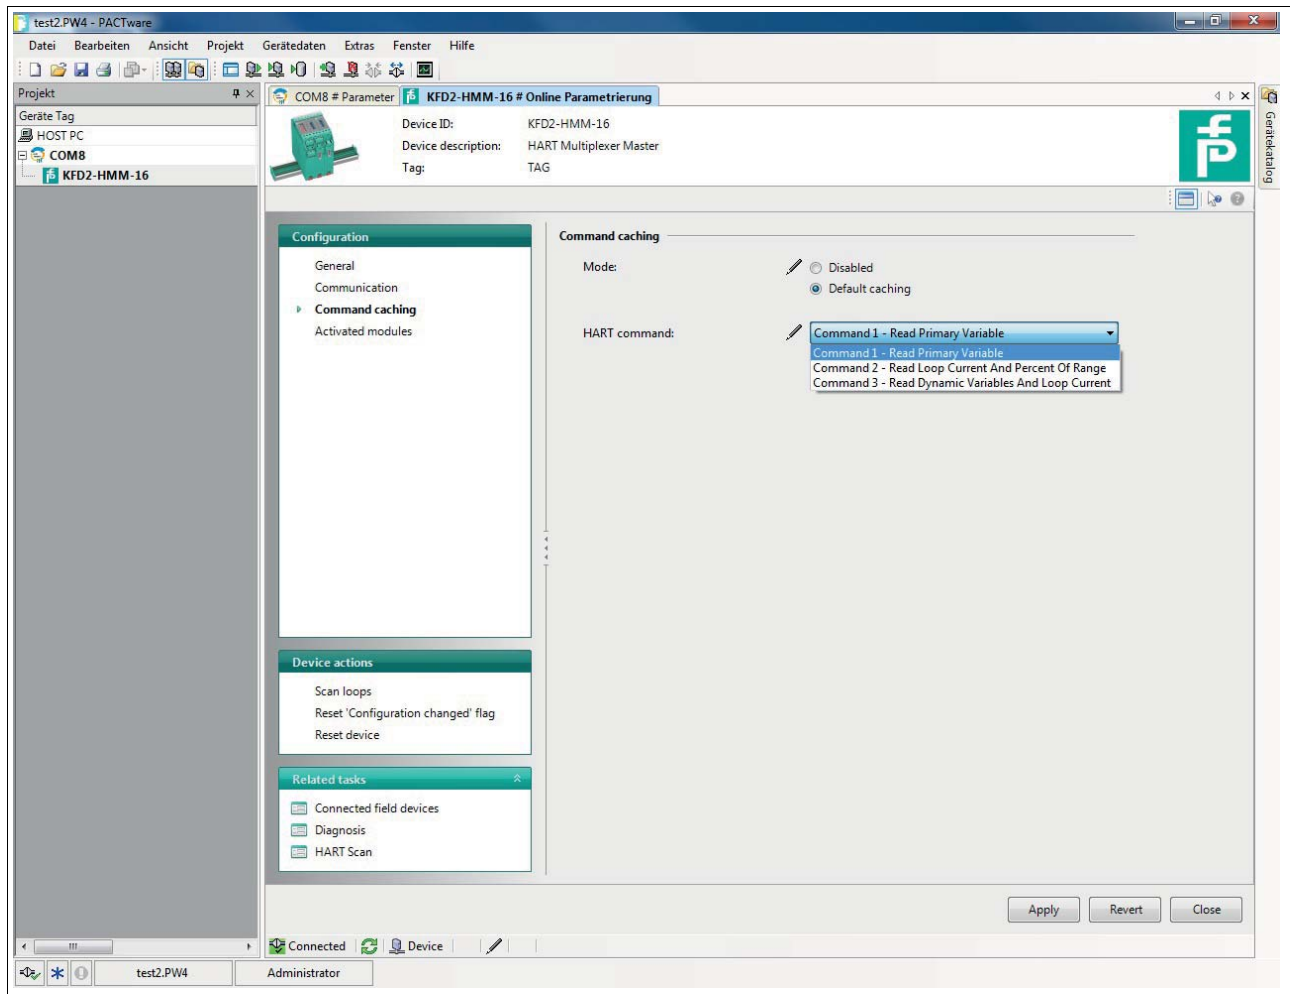 test2.PW4 - PACTware
Datei Bearbeiten Ansicht Projekt Gerätedaten Extras Fenster Hilfe
Projekt
Geräte Tag
HOST PC
COM8
KFD2-HMM-16
COM8 # Parameter KFD2-HMM-16 # Online Parametrierung
Device ID: KFD2-HMM-16
Device description: HART Multiplexer Master
Tag: TAG
Gerätekatalog
Configuration
General
Communication
Command caching
Activated modules
Command caching
Mode: Disabled
Default caching
HART command: Command 1 - Read Primary Variable
Command 1 - Read Primary Variable
Command 2 - Read Loop Current And Percent Of Range
Command 3 - Read Dynamic Variables And Loop Current
Device actions
Scan loops
Reset 'Configuration changed' flag
Reset device
Related tasks
Connected field devices
Diagnosis
HART Scan
Apply Revert Close
Connected Device
test2.PW4 Administrator